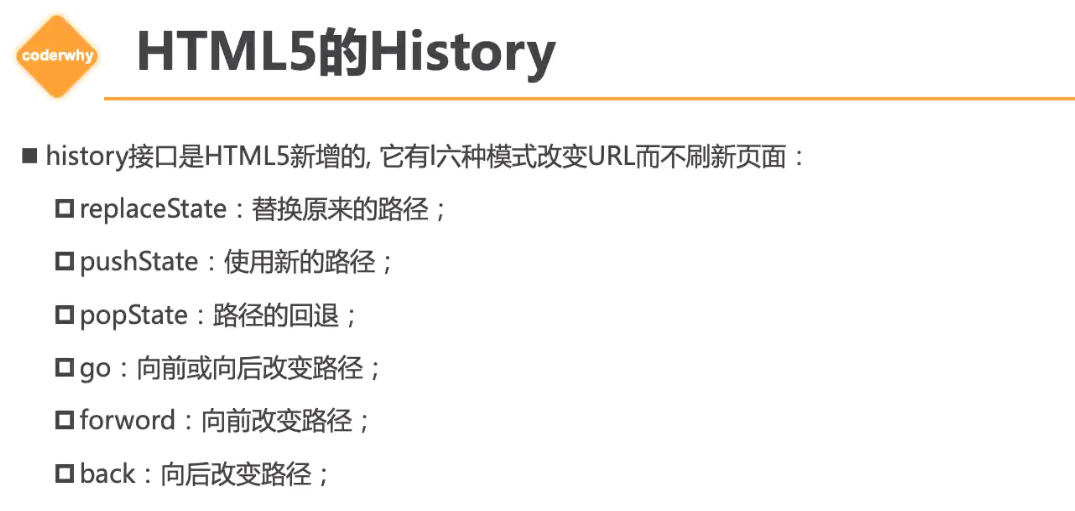 coderwhy
HTML5的History
■ history接口是HTML5新增的, 它有l六种模式改变URL而不刷新页面：
replaceState：替换原来的路径；
pushState：使用新的路径；
popState：路径的回退；
go：向前或向后改变路径；
forword：向前改变路径；
back：向后改变路径；